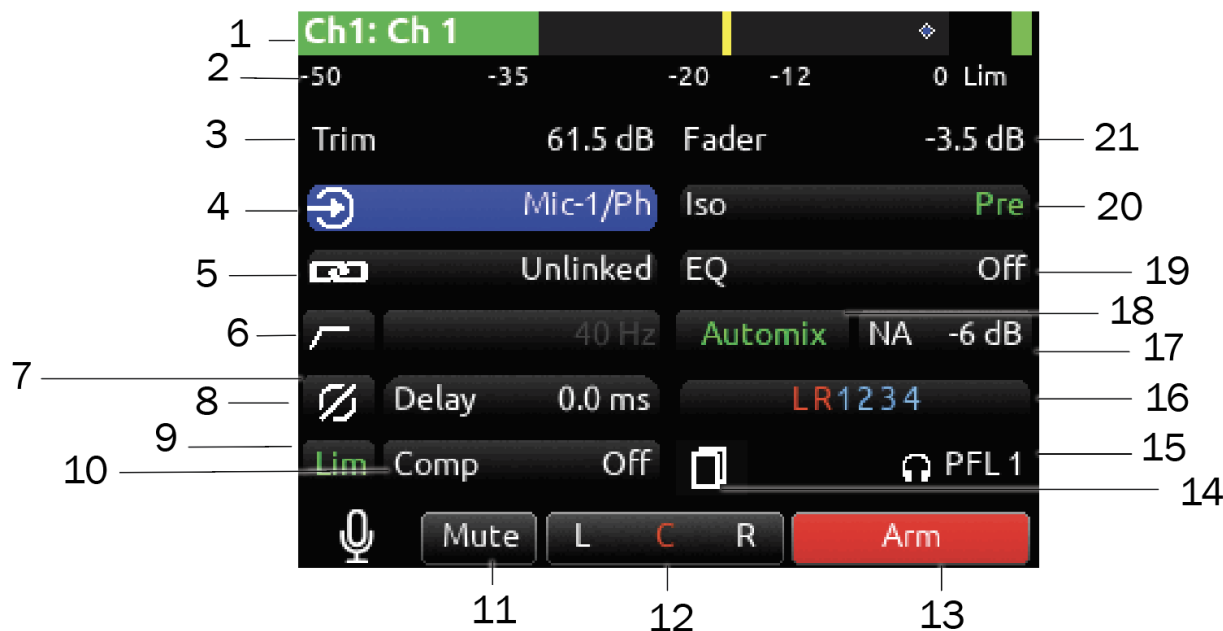 1 Ch1: Ch 1
2 -50 -35 -20 -12 0 Lim
3 Trim 61.5 dB Fader -3.5 dB 21
4 Mic-1/Ph Iso Pre 20
5 Unlinked EQ Off 19
18
6 40 Hz Automix NA -6 dB
17
7
8 Delay 0.0 ms LR1234 16
9
10 Lim Comp Off PFL 1 15
14
Mute L C R Arm
11 12 13